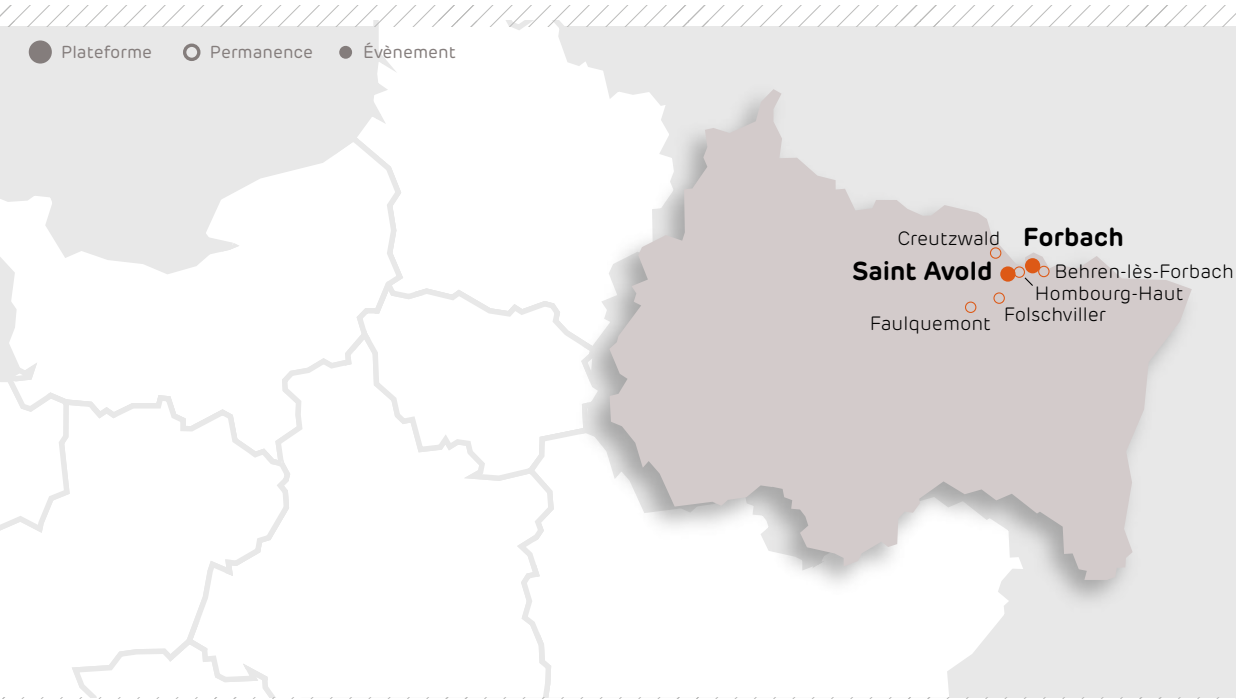 Plateforme Permanence Évènement
Creutzwald
Forbach
Saint Avold
Behren-lès-Forbach
Hombourg-Haut
Folschviller
Faulquemont